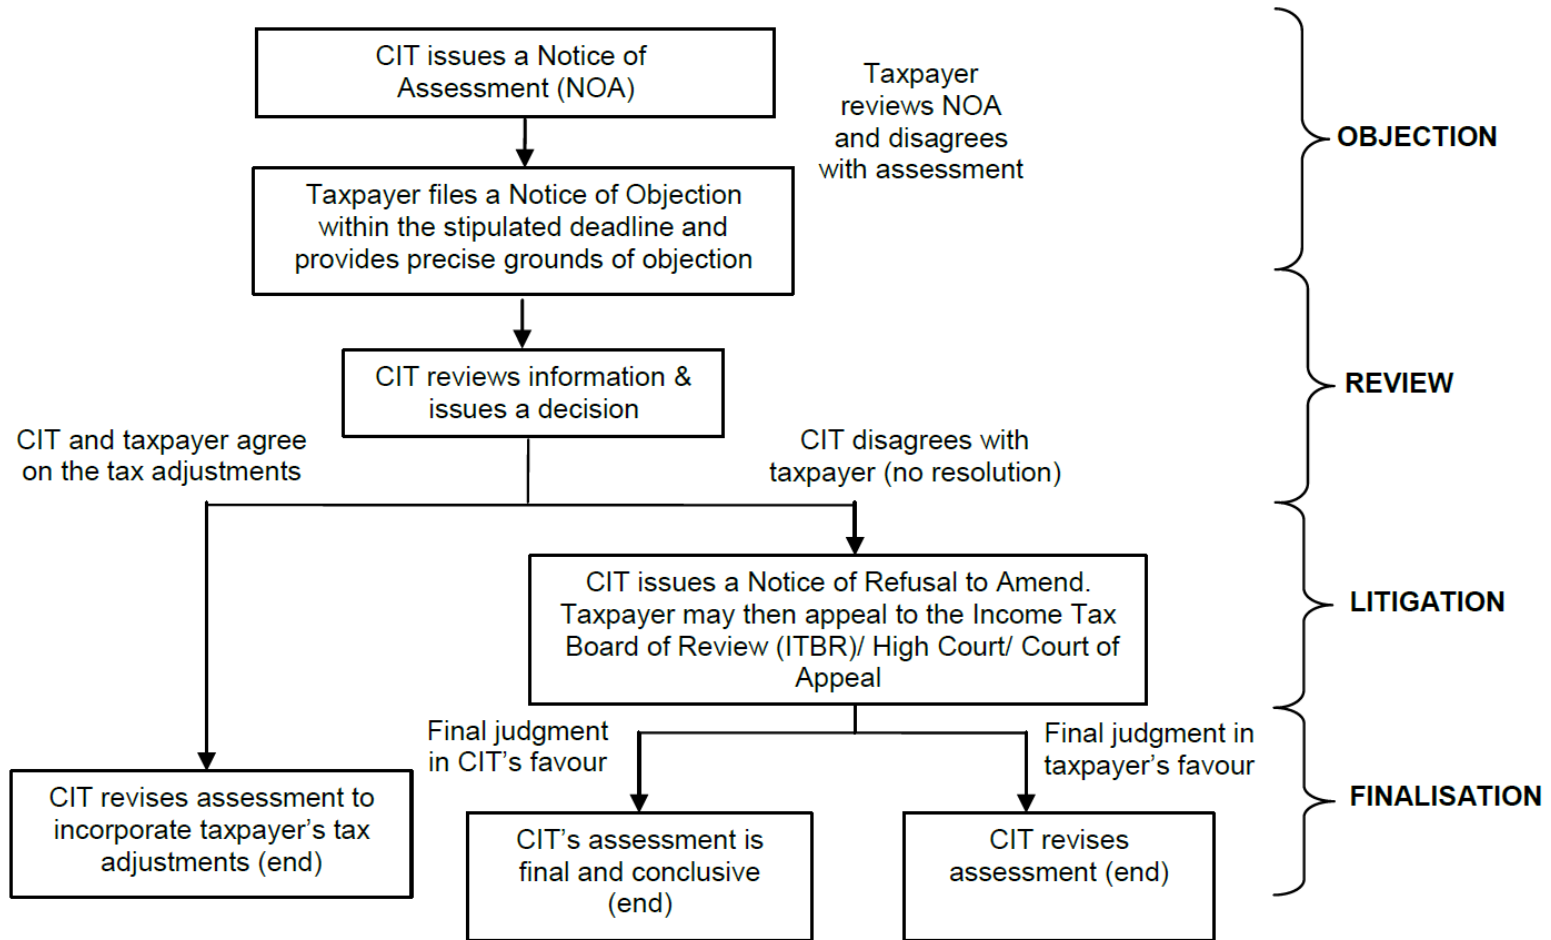 CIT issues a Notice of
Assessment (NOA)
Taxpayer
reviews NOA
and disagrees
with assessment
OBJECTION
Taxpayer files a Notice of Objection
within the stipulated deadline and
provides precise grounds of objection
CIT reviews information &
issues a decision
REVIEW
CIT and taxpayer agree
on the tax adjustments
CIT disagrees with
taxpayer (no resolution)
CIT issues a Notice of Refusal to Amend.
Taxpayer may then appeal to the Income Tax
Board of Review (ITBR)/ High Court/ Court of
Appeal
LITIGATION
Final judgment
in CIT's favour
Final judgment in
taxpayer's favour
CIT revises assessment to
incorporate taxpayer's tax
adjustments (end)
CIT's assessment is
final and conclusive
(end)
CIT revises
assessment (end)
FINALISATION